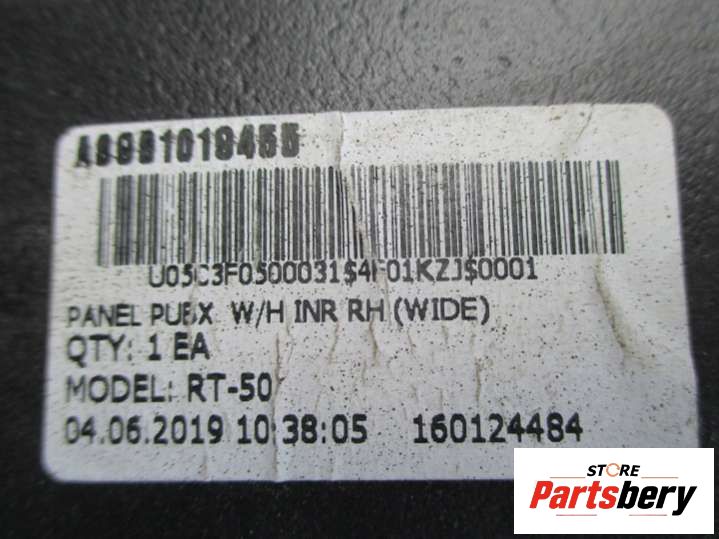 U05C3F0500031$4F01KZJ$0001
PANEL PUBX W/H INR RH (WIDE)
QTY: 1 EA
MODEL: RT-50
04.06.2019 10:38:05 160124484
STORE
Partsbery